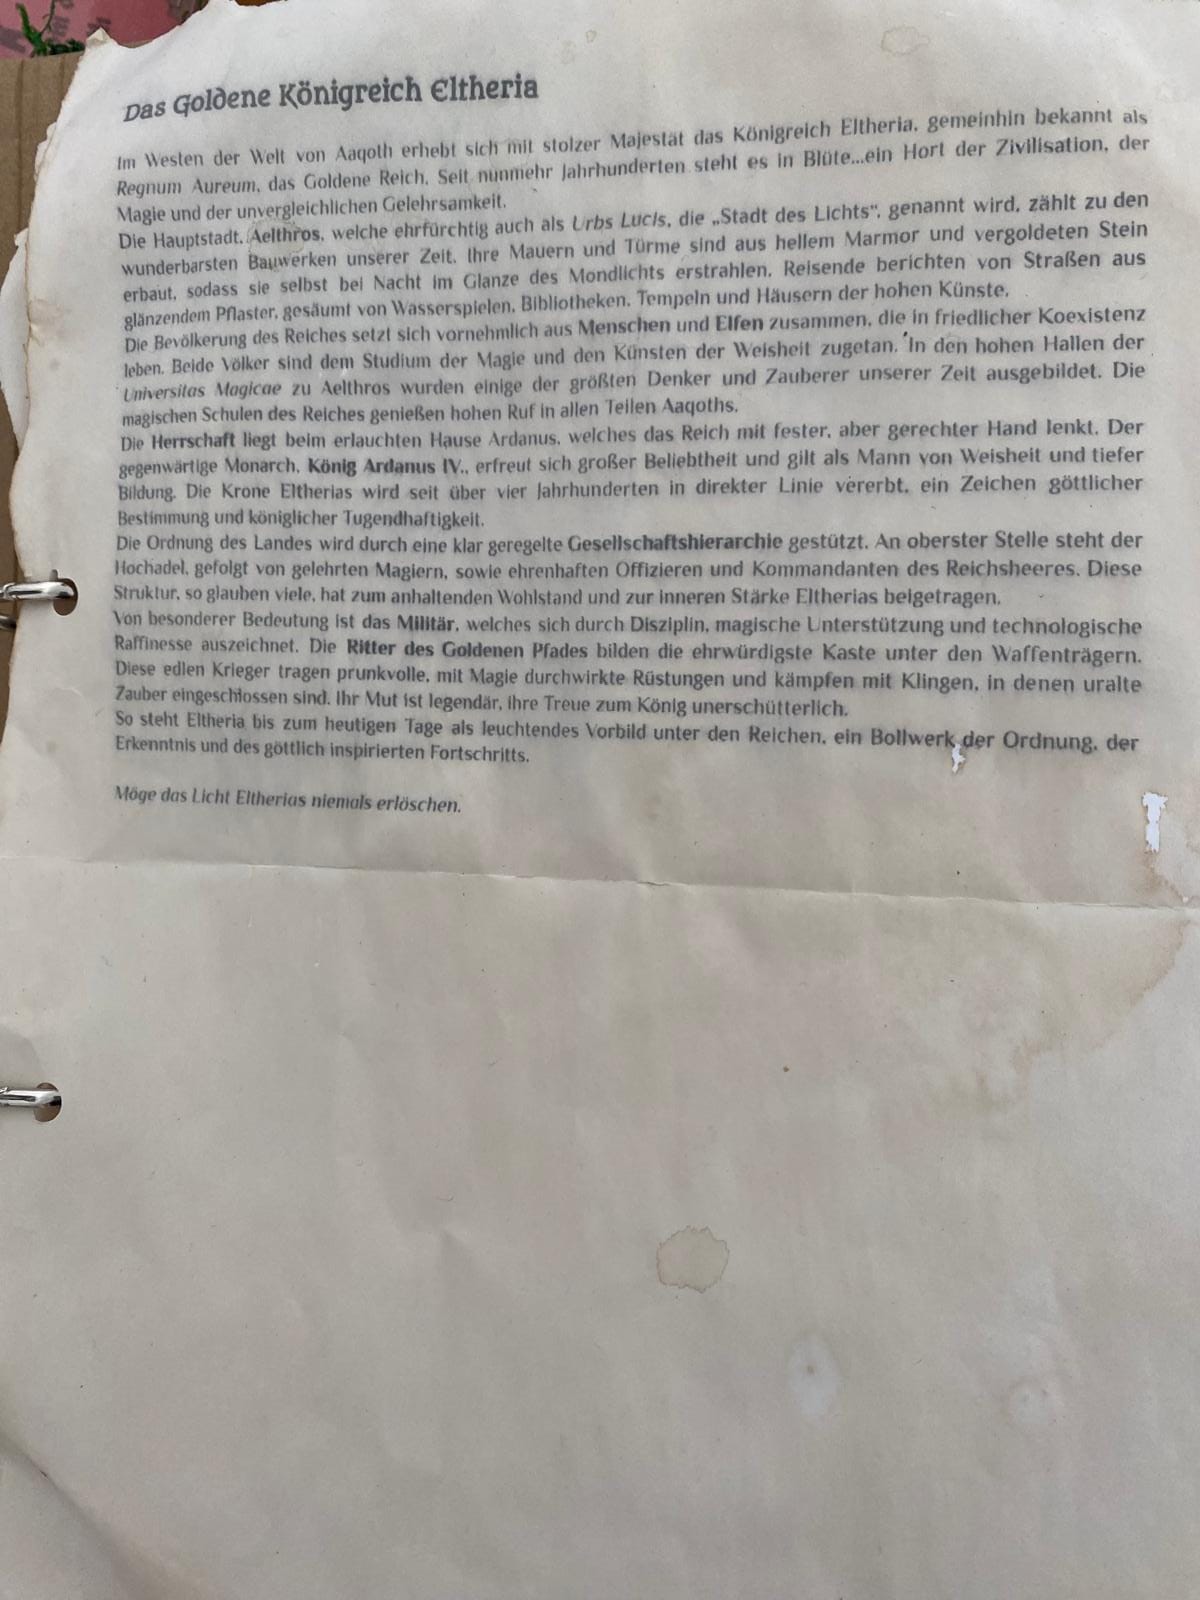 Das Goldene Königreich Eltheria
Im Westen der Welt von Aaqoth erhebt sich mit stolzer Majestät das Königreich Eltheria, gemeinhin bekannt als
Regnum Aureum, das Goldene Reich. Seit nunmehr Jahrhunderten steht es in Blüte...ein Hort der Zivilisation, der
Magie und der unvergleichlichen Gelehrsamkeit.
Die Hauptstadt, Aelthros, welche ehrfürchtig auch als Urbs Lucis, die „Stadt des Lichts“, genannt wird, zählt zu den
wunderbarsten Bauwerken unserer Zeit. Ihre Mauern und Türme sind aus hellem Marmor und vergoldeten Stein
erbaut, sodass sie selbst bei Nacht im Glanze des Mondlichts erstrahlen. Reisende berichten von Straßen aus
glänzendem Pflaster, gesäumt von Wasserspielen, Bibliotheken, Tempeln und Häusern der hohen Künste.
Die Bevölkerung des Reiches setzt sich vornehmlich aus Menschen und Elfen zusammen, die in friedlicher Koexistenz
leben. Beide Völker sind dem Studium der Magie und den Künsten der Weisheit zugetan. In den hohen Hallen der
Universitas Magicae zu Aelthros wurden einige der größten Denker und Zauberer unserer Zeit ausgebildet. Die
magischen Schulen des Reiches genießen hohen Ruf in allen Teilen Aaqoths.
Die Herrschaft liegt beim erlauchten Hause Ardanus, welches das Reich mit fester, aber gerechter Hand lenkt. Der
gegenwärtige Monarch, König Ardanus IV., erfreut sich großer Beliebtheit und gilt als Mann von Weisheit und tiefer
Bildung. Die Krone Eltherias wird seit über vier Jahrhunderten in direkter Linie vererbt, ein Zeichen göttlicher
Bestimmung und königlicher Tugendhaftigkeit.
Die Ordnung des Landes wird durch eine klar geregelte Gesellschaftshierarchie gestützt. An oberster Stelle steht der
Hochadel, gefolgt von gelehrten Magiern, sowie ehrenhaften Offizieren und Kommandanten des Reichsheeres. Diese
Struktur, so glauben viele, hat zum anhaltenden Wohlstand und zur inneren Stärke Eltherias beigetragen.
Von besonderer Bedeutung ist das Militär, welches sich durch Disziplin, magische Unterstützung und technologische
Raffinesse auszeichnet. Die Ritter des Goldenen Pfades bilden die ehrwürdigste Kaste unter den Waffenträgern.
Diese edlen Krieger tragen prunkvolle, mit Magie durchwirkte Rüstungen und kämpfen mit Klingen, in denen uralte
Zauber eingeschlossen sind. Ihr Mut ist legendär, ihre Treue zum König unerschütterlich.
So steht Eltheria bis zum heutigen Tage als leuchtendes Vorbild unter den Reichen, ein Bollwerk der Ordnung, der
Erkenntnis und des göttlich inspirierten Fortschritts.
Möge das Licht Eltherias niemals erlöschen.